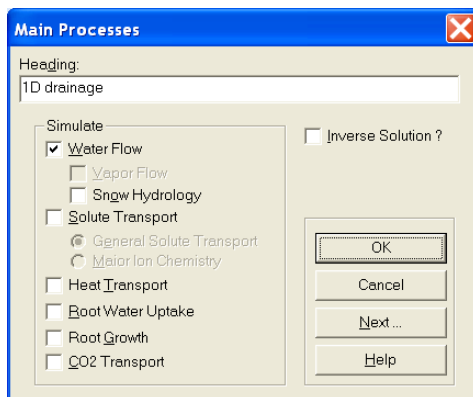 Main Processes
Heading:
1D drainage
Simulate
Water Flow
Vapor Flow
Snow Hydrology
Solute Transport
General Solute Transport
Major Ion Chemistry
Heat Transport
Root Water Uptake
Root Growth
CO2 Transport
Inverse Solution ?
OK
Cancel
Next ...
Help